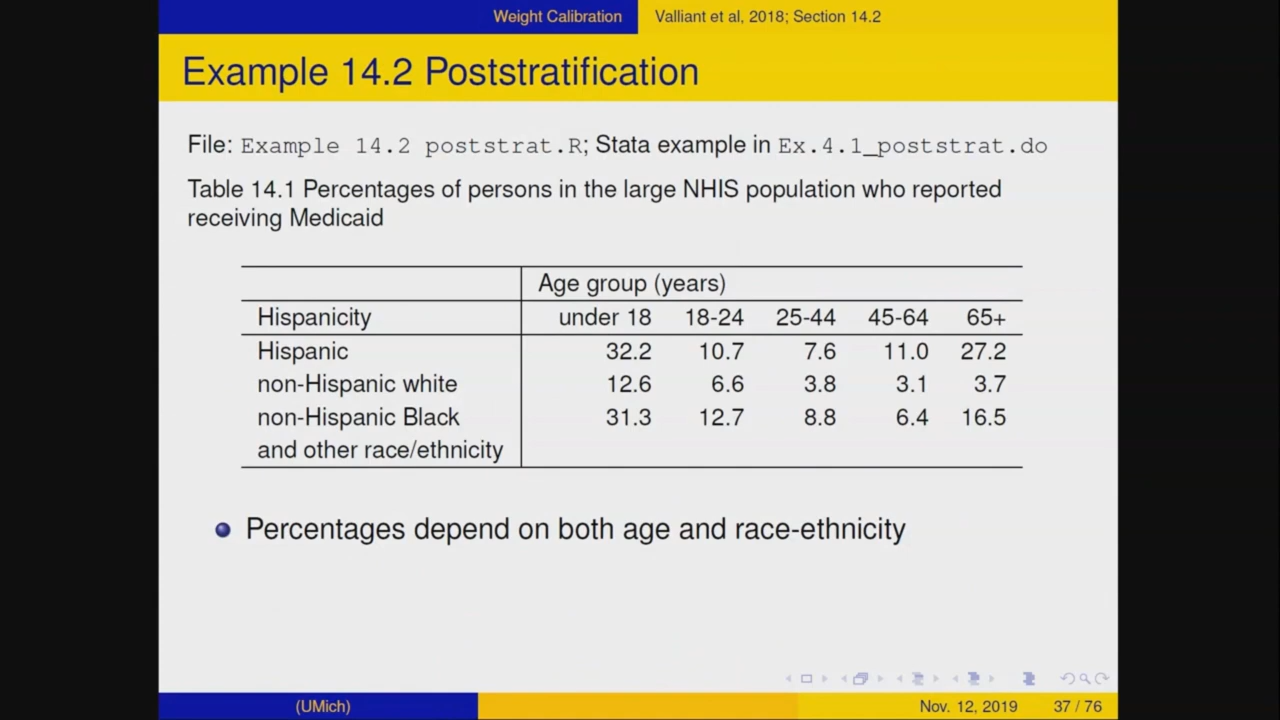 Weight Calibration Valliant et al, 2018; Section 14.2
Example 14.2 Poststratification
File: Example 14.2 poststrat.R; Stata example in Ex.4.1_poststrat.do
Table 14.1 Percentages of persons in the large NHIS population who reported
receiving Medicaid
Age group (years)
Hispanicity under 18 18-24 25-44 45-64 65+
Hispanic 32.2 10.7 7.6 11.0 27.2
non-Hispanic white 12.6 6.6 3.8 3.1 3.7
non-Hispanic Black 31.3 12.7 8.8 6.4 16.5
and other race/ethnicity
Percentages depend on both age and race-ethnicity
(UMich) Nov. 12, 2019 37 / 76